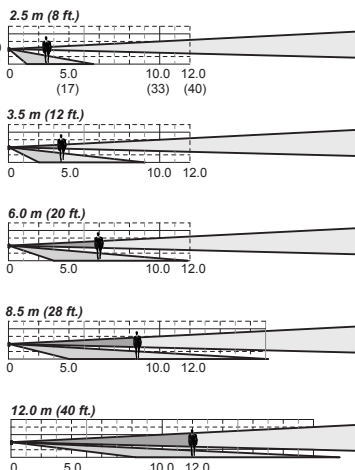 2.5 m (8 ft.)
0 5.0 10.0 12.0
(17) (33) (40)
3.5 m (12 ft.)
0 5.0 10.0 12.0
6.0 m (20 ft.)
0 5.0 10.0 12.0
8.5 m (28 ft.)
0 5.0 10.0 12.0
12.0 m (40 ft.)
0 5.0 10.0 12.0